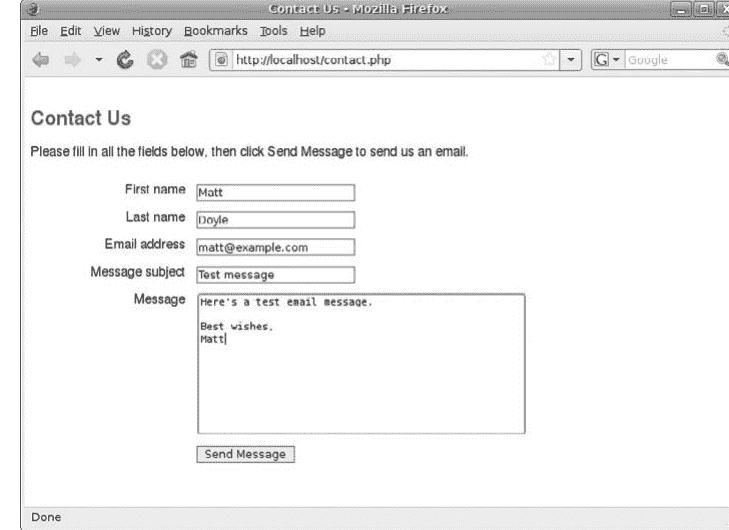 Contact Us - Mozilla Firefox
File Edit View History Bookmarks Tools Help
http://localhost/contact.php
G
Google
Contact Us
Please fill in all the fields below, then click Send Message to send us an email.
First name Matt
Last name Doyle
Email address matt@example.com
Message subject Test message
Message Here's a test email message.
Best wishes,
Matt
Send Message
Done